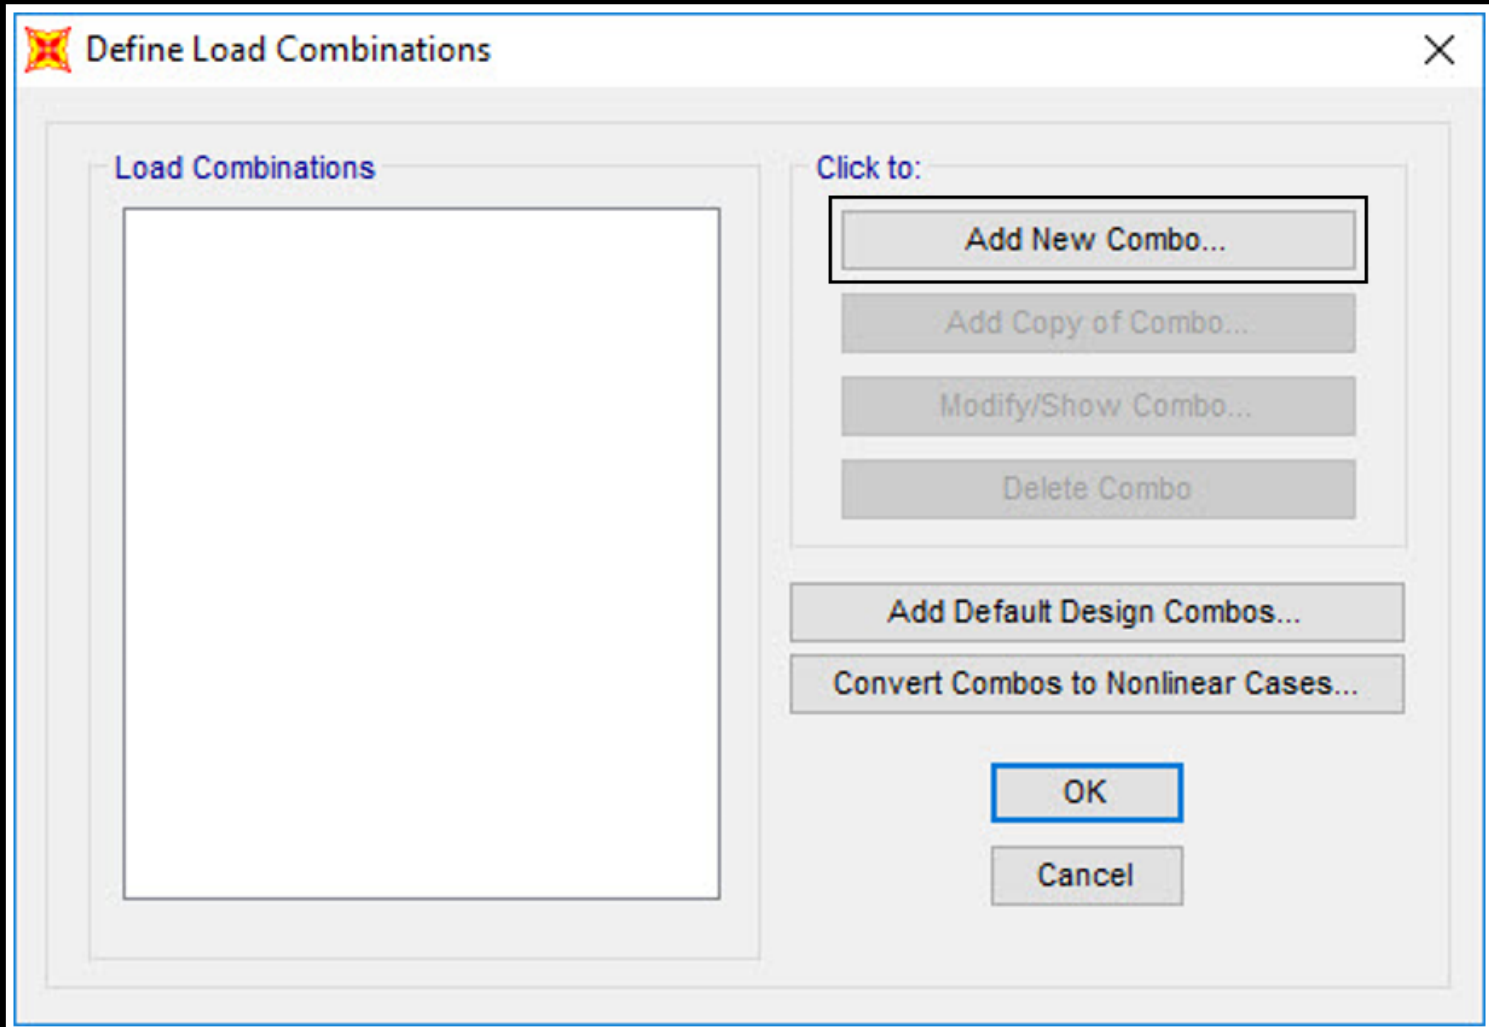 Define Load Combinations
Load Combinations
Click to:
Add New Combo...
Add Copy of Combo...
Modify/Show Combo...
Delete Combo
Add Default Design Combos...
Convert Combos to Nonlinear Cases...
OK
Cancel